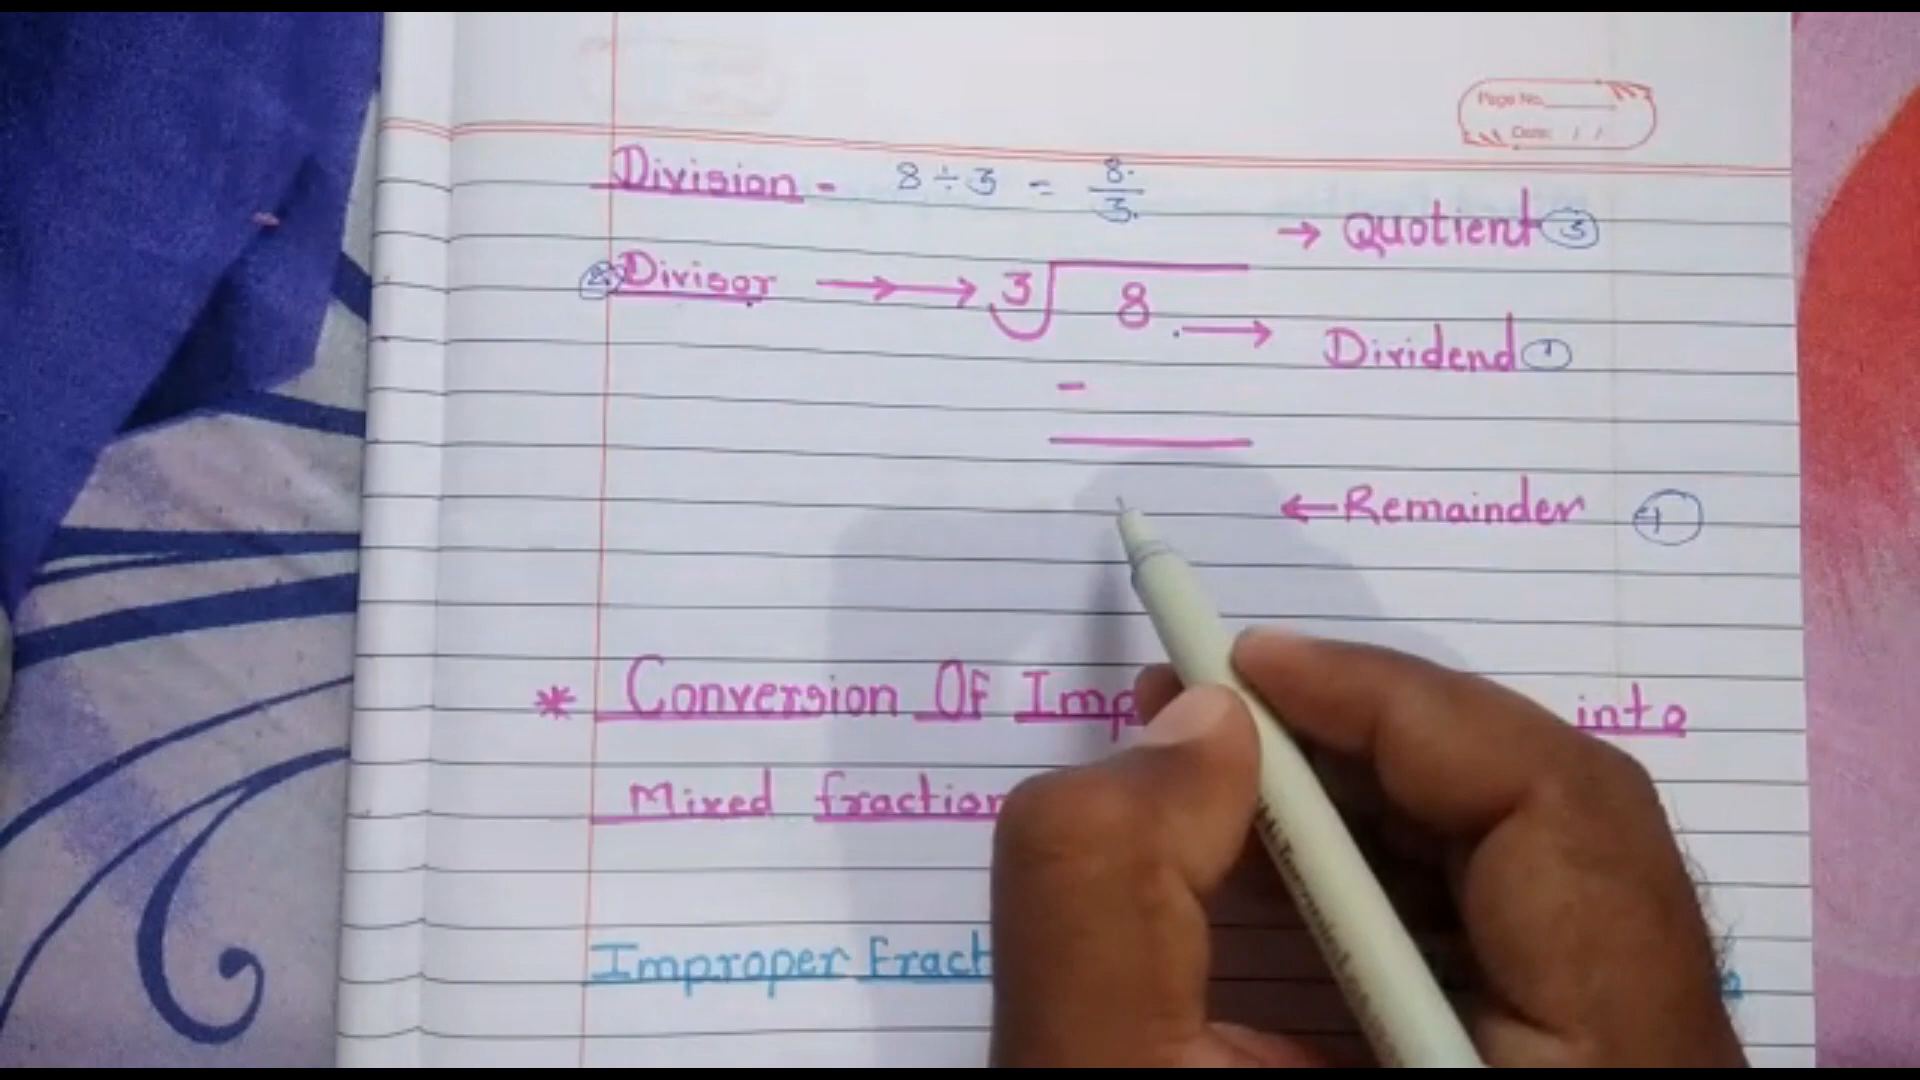 Page No.
Date: / /
Division - 8 ÷ 3 = 8/3
→ Quotient ③
② Divisor →→ 3 8
→ Dividend ①
-
← Remainder
* Conversion Of Imp into
Mixed fraction
Improper Fract